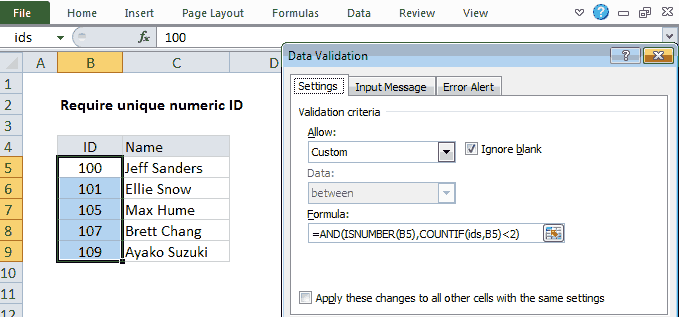 File Home Insert Page Layout Formulas Data Review View
ids fx 100
Data Validation
A B C D
Settings Input Message Error Alert
1
2 Require unique numeric ID
3
4 ID Name
5 100 Jeff Sanders
6 101 Ellie Snow
7 105 Max Hume
8 107 Brett Chang
9 109 Ayako Suzuki
10
11
12
Validation criteria
Allow:
Custom Ignore blank
Data:
between
Formula:
=AND(ISNUMBER(B5),COUNTIF(ids,B5)<2)
Apply these changes to all other cells with the same settings